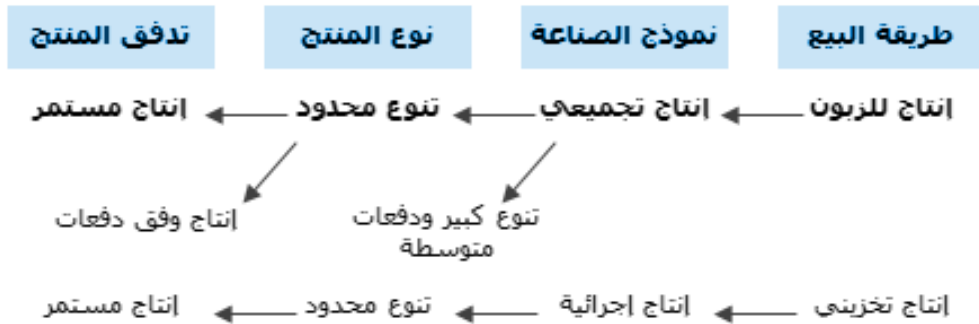 طريقة البيع نموذج الصناعة نوع المنتج تدفق المنتج
إنتاج للزبون إنتاج تجميعي تنوع محدود إنتاج مستمر
تنوع كبير ودفعات إنتاج وفق دفعات
متوسطة
إنتاج تخزيني إنتاج إجرائية تنوع محدود إنتاج مستمر